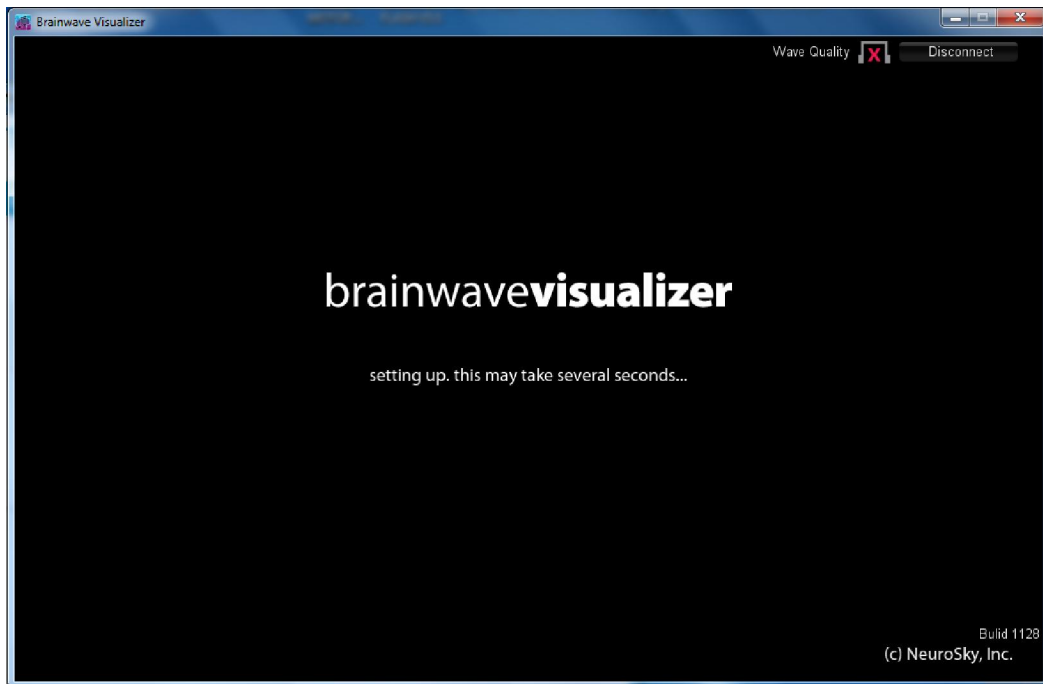 Brainwave Visualizer
Wave Quality X Disconnect
brainwavevisualizer
setting up. this may take several seconds...
Bulid 1128
(c) NeuroSky, Inc.